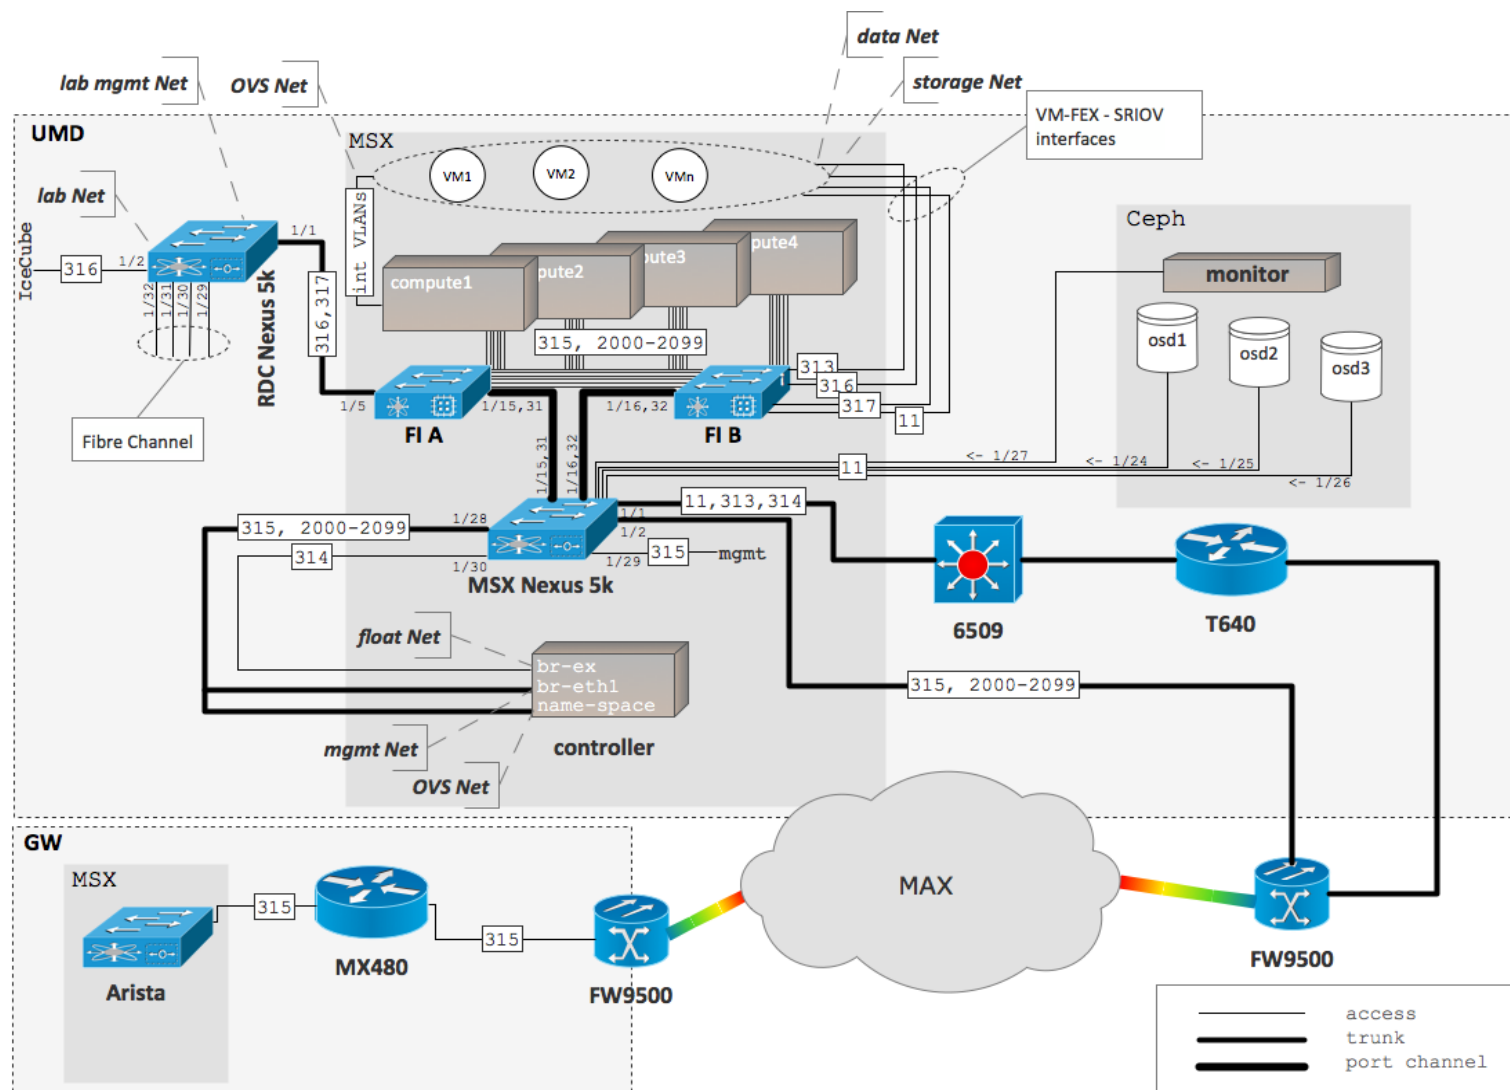 data Net
lab mgmt Net
OVS Net
storage Net
VM-FEX - SRIOV
interfaces
UMD
MSX
VM1
VM2
VMn
lab Net
int VLANs
Ceph
IceCube
316
1/2
1/1
RDC Nexus 5k
316,317
1/32
1/31
1/30
1/29
Fibre Channel
compute1
pute2
pute3
pute4
monitor
osd1
osd2
osd3
315, 2000-2099
313
316
317
11
1/5
1/15,31
1/16,32
FI A
FI B
1/15,31
1/16,32
11
<- 1/27
<- 1/24
<- 1/25
<- 1/26
315, 2000-2099
1/28
314
1/30
1/1
11,313,314
1/2
1/29
315
mgmt
MSX Nexus 5k
6509
T640
float Net
br-ex
br-eth1
name-space
mgmt Net
controller
OVS Net
315, 2000-2099
GW
MSX
315
Arista
MX480
315
FW9500
MAX
FW9500
access
trunk
port channel